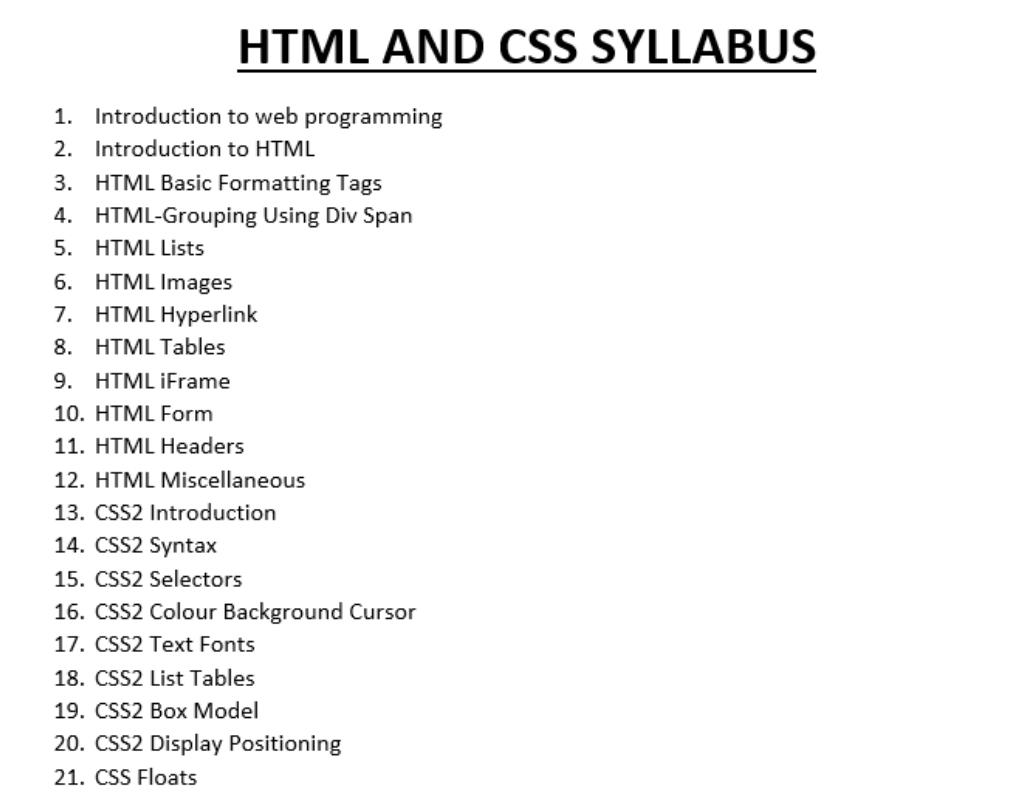 HTML AND CSS SYLLABUS
1. Introduction to web programming
2. Introduction to HTML
3. HTML Basic Formatting Tags
4. HTML-Grouping Using Div Span
5. HTML Lists
6. HTML Images
7. HTML Hyperlink
8. HTML Tables
9. HTML iFrame
10. HTML Form
11. HTML Headers
12. HTML Miscellaneous
13. CSS2 Introduction
14. CSS2 Syntax
15. CSS2 Selectors
16. CSS2 Colour Background Cursor
17. CSS2 Text Fonts
18. CSS2 List Tables
19. CSS2 Box Model
20. CSS2 Display Positioning
21. CSS Floats